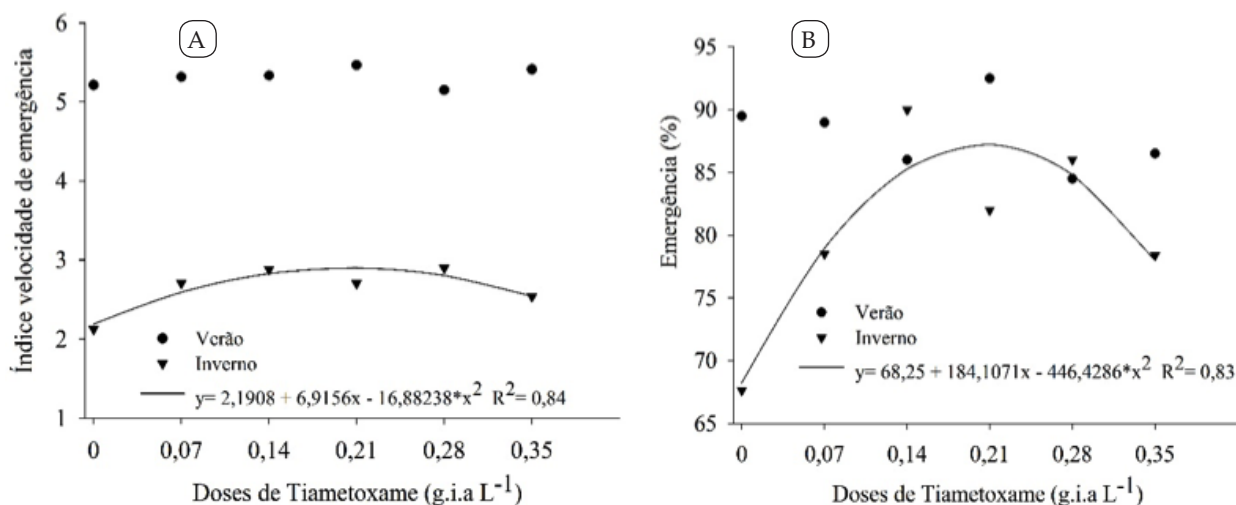 A
Índice velocidade de emergência
6
5
4
3
2
1
Verão
Inverno
y= 2,1908 + 6,9156x - 16,88238*x² R²= 0,84
0 0,07 0,14 0,21 0,28 0,35
Doses de Tiametoxame (g.i.a L⁻¹)
B
Emergência (%)
95
90
85
80
75
70
65
Verão
Inverno
y= 68,25 + 184,1071x - 446,4286*x² R²= 0,83
0 0,07 0,14 0,21 0,28 0,35
Doses de Tiametoxame (g.i.a L⁻¹)